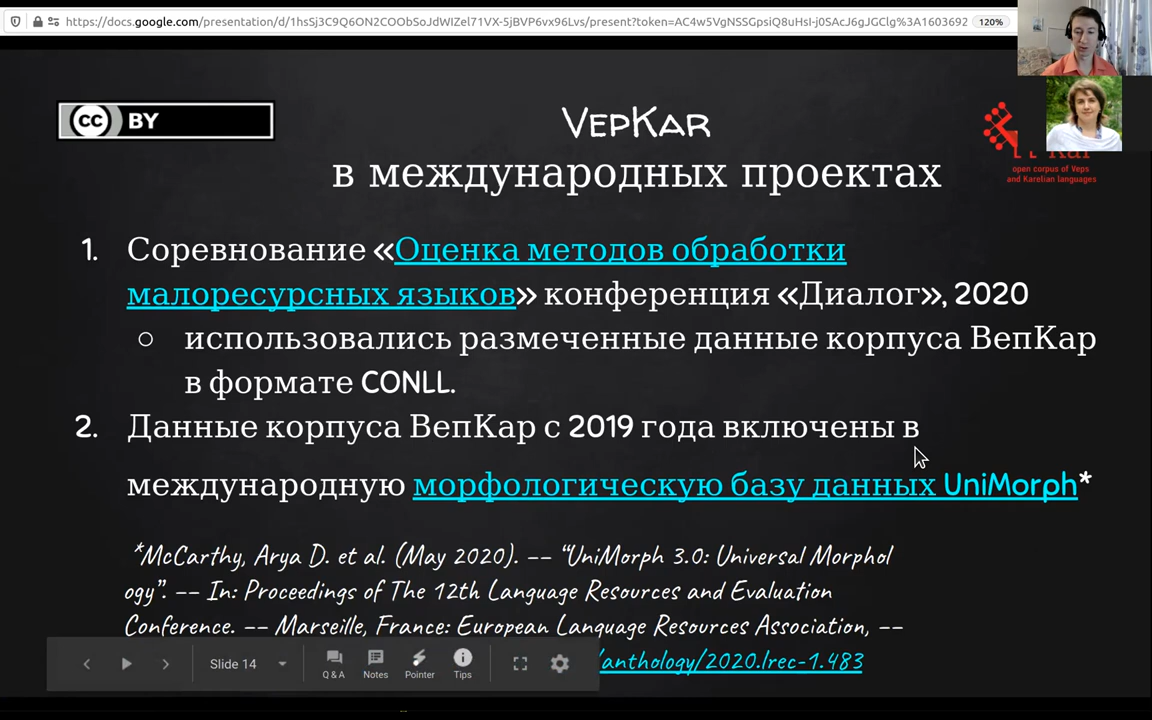 https://docs.google.com/presentation/d/1hsSj3C9Q6ON2COObSoJdWIZel71VX-5jBVP6vx96Lvs/present?token=AC4w5VgNSSGpsiQ8uHsI-j0SAcJ6gJGClg%3A1603692 120%
CC BY
VEPKAR
в международных проектах
open corpus of Veps
and Karelian languages
1. Соревнование «Оценка методов обработки
малоресурсных языков» конференция «Диалог», 2020
○ использовались размеченные данные корпуса ВепКар
в формате CONLL.
2. Данные корпуса ВепКар с 2019 года включены в
международную морфологическую базу данных UniMorph*
*McCarthy, Arya D. et al. (May 2020). -- “UniMorph 3.0: Universal Morphol
ogy”. -- In: Proceedings of The 12th Language Resources and Evaluation
Conference. -- Marseille, France: European Language Resources Association, --
/anthology/2020.lrec-1.483
Slide 14
Q & A Notes Pointer Tips